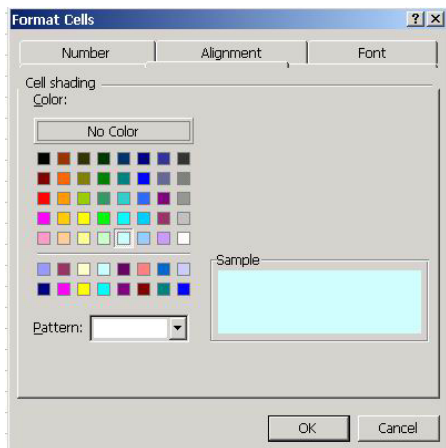 Format Cells
Number Alignment Font
Cell shading
Color:
No Color
Sample
Pattern:
OK Cancel